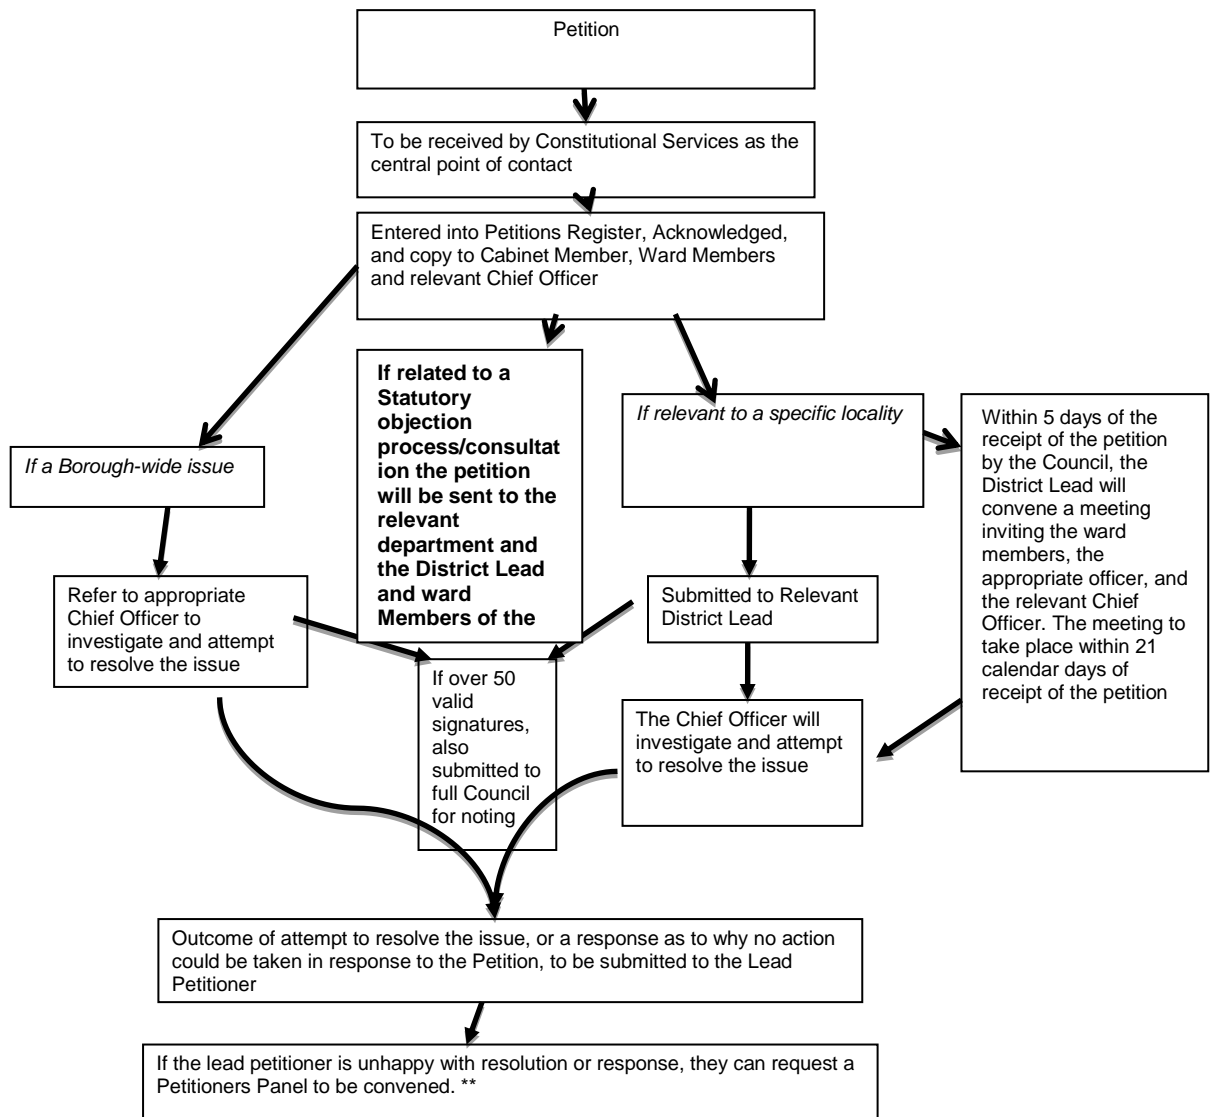 Petition
To be received by Constitutional Services as the
central point of contact
Entered into Petitions Register, Acknowledged,
and copy to Cabinet Member, Ward Members
and relevant Chief Officer
If a Borough-wide issue
Refer to appropriate
Chief Officer to
investigate and attempt
to resolve the issue
If related to a
Statutory
objection
process/consultat
ion the petition
will be sent to the
relevant
department and
the District Lead
and ward
Members of the
If over 50
valid
signatures,
also
submitted to
full Council
for noting
If relevant to a specific locality
Submitted to Relevant
District Lead
The Chief Officer will
investigate and attempt
to resolve the issue
Within 5 days of the
receipt of the petition
by the Council, the
District Lead will
convene a meeting
inviting the ward
members, the
appropriate officer, and
the relevant Chief
Officer. The meeting to
take place within 21
calendar days of
receipt of the petition
Outcome of attempt to resolve the issue, or a response as to why no action
could be taken in response to the Petition, to be submitted to the Lead
Petitioner
If the lead petitioner is unhappy with resolution or response, they can request a
Petitioners Panel to be convened. **